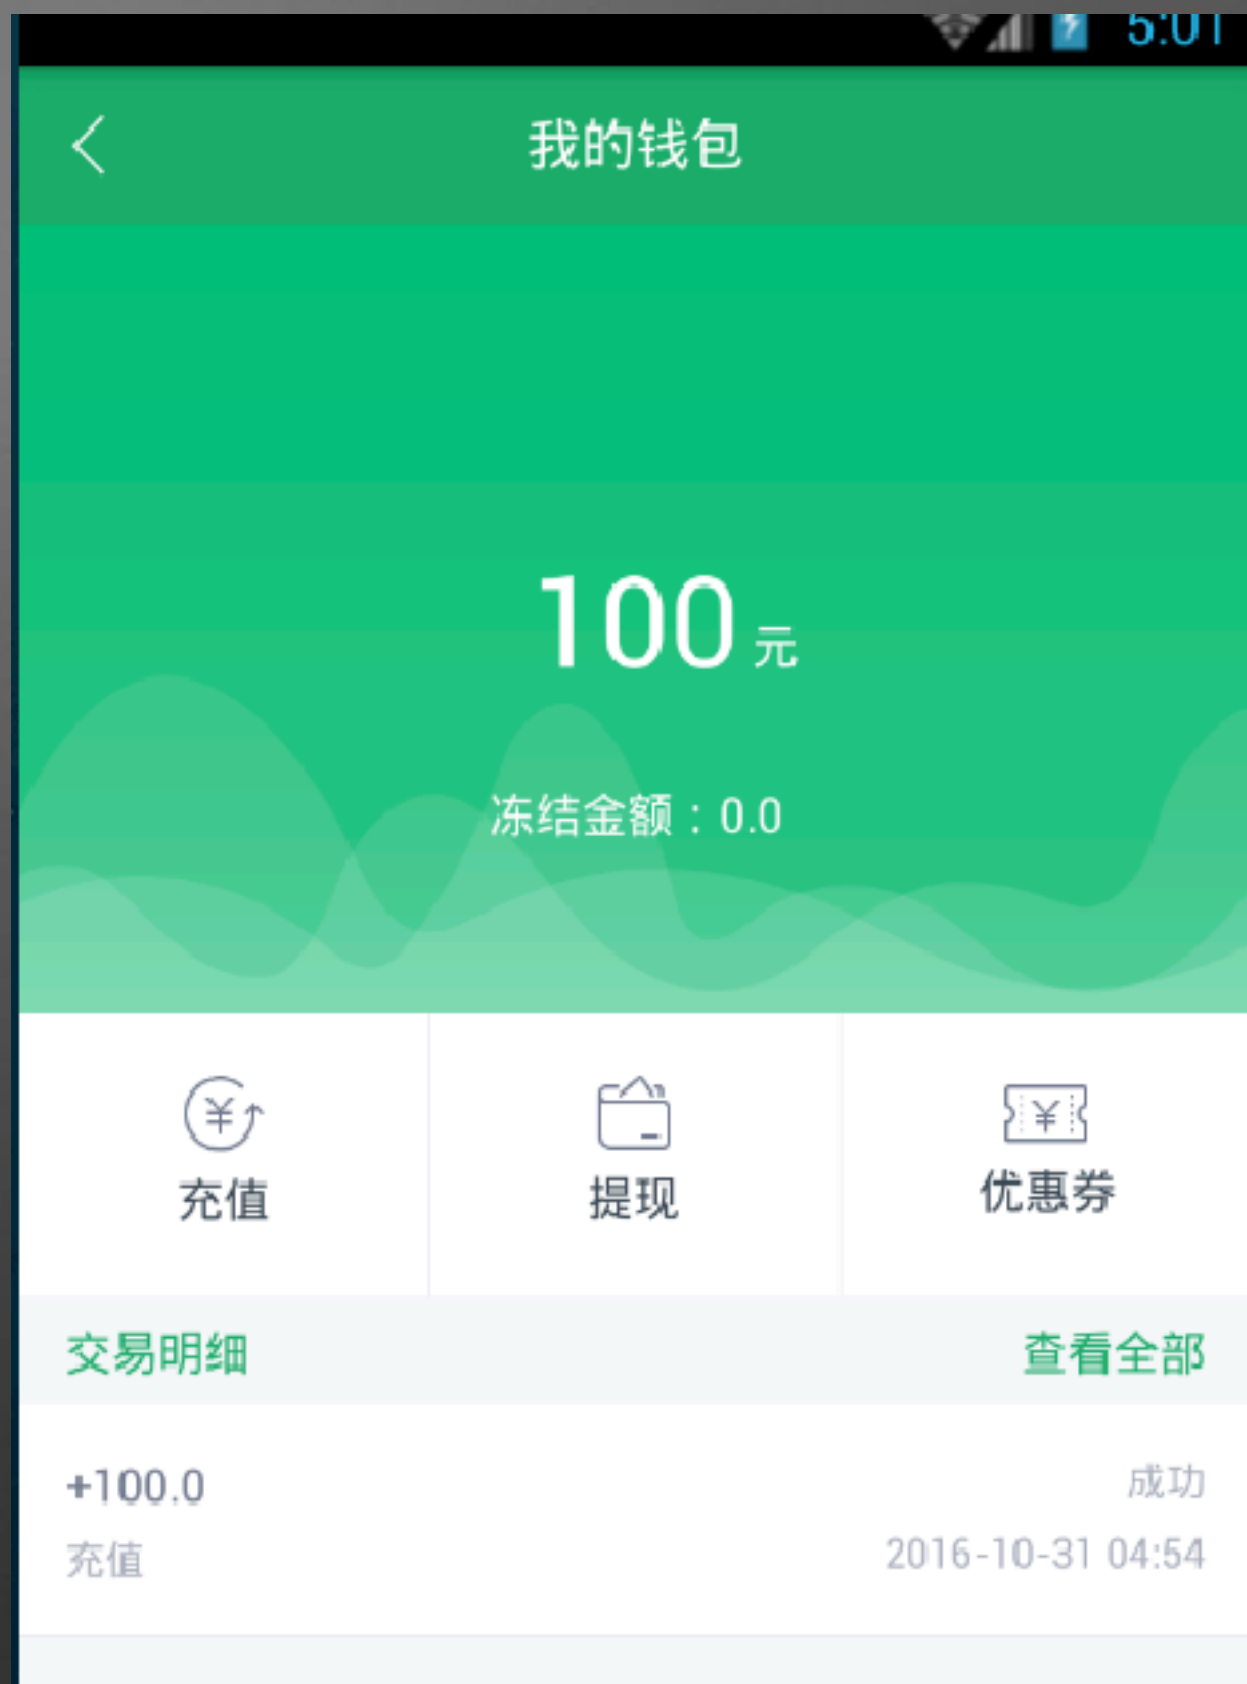 5:01
我的钱包
100元
冻结金额：0.0
充值
提现
优惠券
交易明细
查看全部
+100.0
成功
充值
2016-10-31 04:54